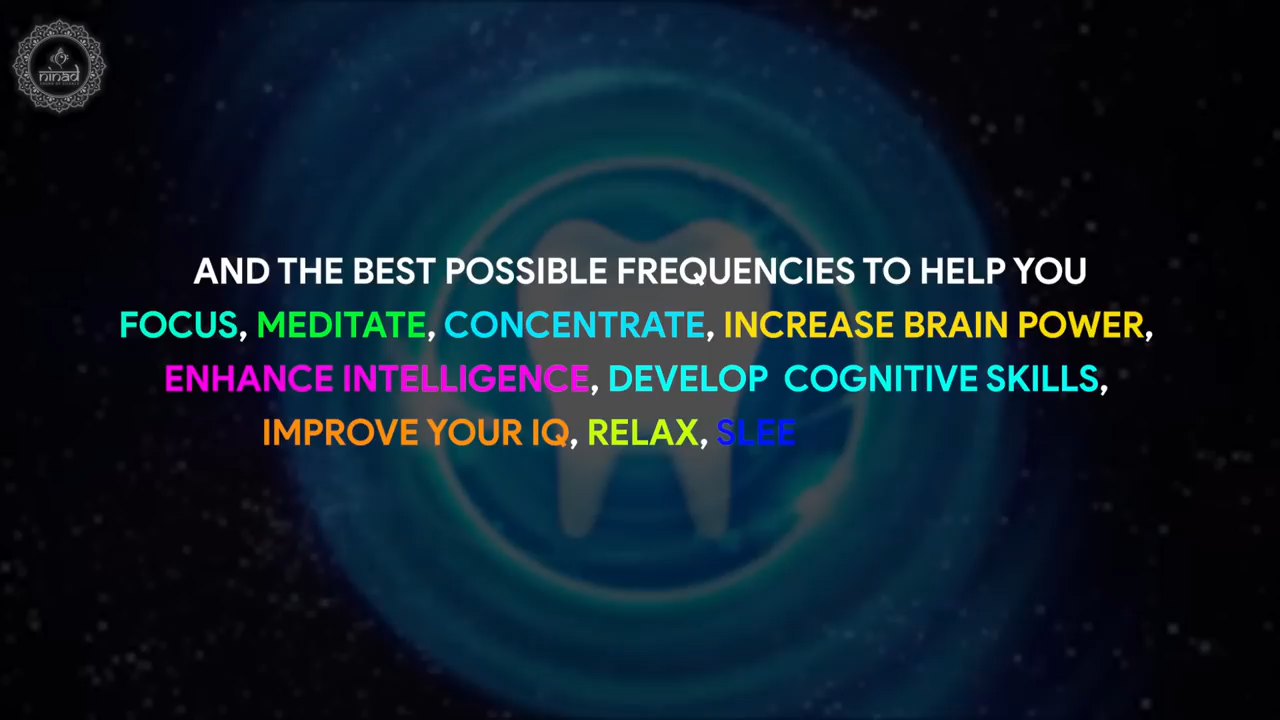 ninad
AND THE BEST POSSIBLE FREQUENCIES TO HELP YOU
FOCUS, MEDITATE, CONCENTRATE, INCREASE BRAIN POWER,
ENHANCE INTELLIGENCE, DEVELOP COGNITIVE SKILLS,
IMPROVE YOUR IQ, RELAX, SLEE